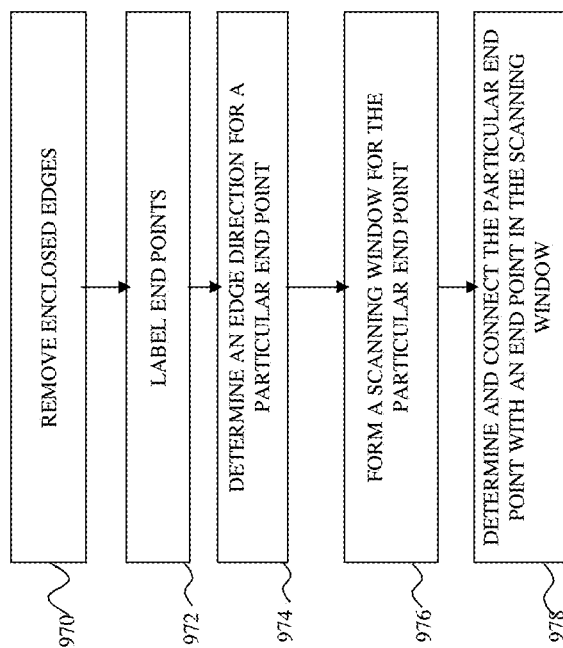 REMOVE ENCLOSED EDGES
970
LABEL END POINTS
972
DETERMINE AN EDGE DIRECTION FOR A
PARTICULAR END POINT
974
FORM A SCANNING WINDOW FOR THE
PARTICULAR END POINT
976
DETERMINE AND CONNECT THE PARTICULAR END
POINT WITH AN END POINT IN THE SCANNING
WINDOW
978